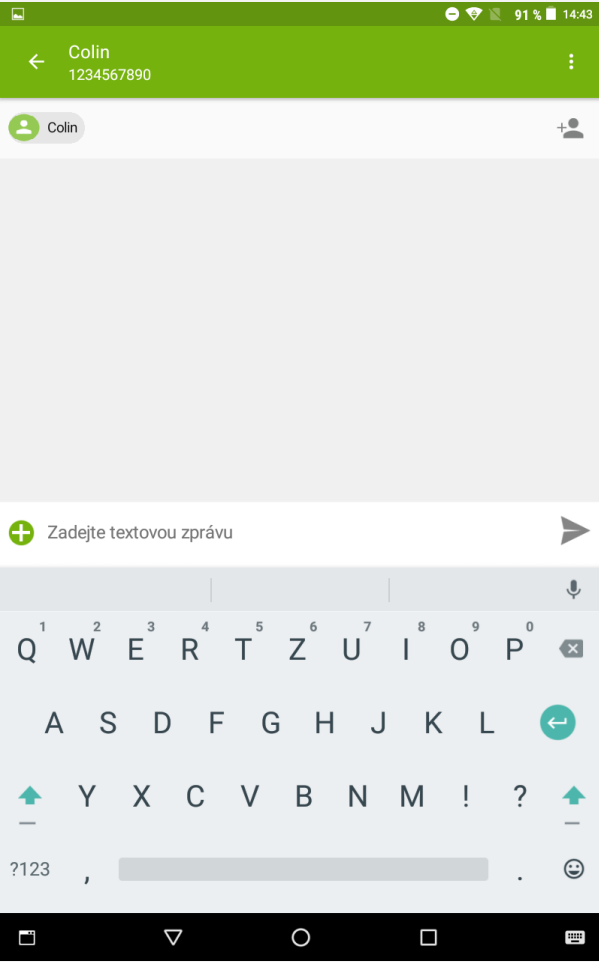 91 % 14:43
Colin
1234567890
Colin
Zadejte textovou zprávu
1 2 3 4 5 6 7 8 9 0
Q W E R T Z U I O P
A S D F G H J K L
Y X C V B N M ! ?
?123 , .